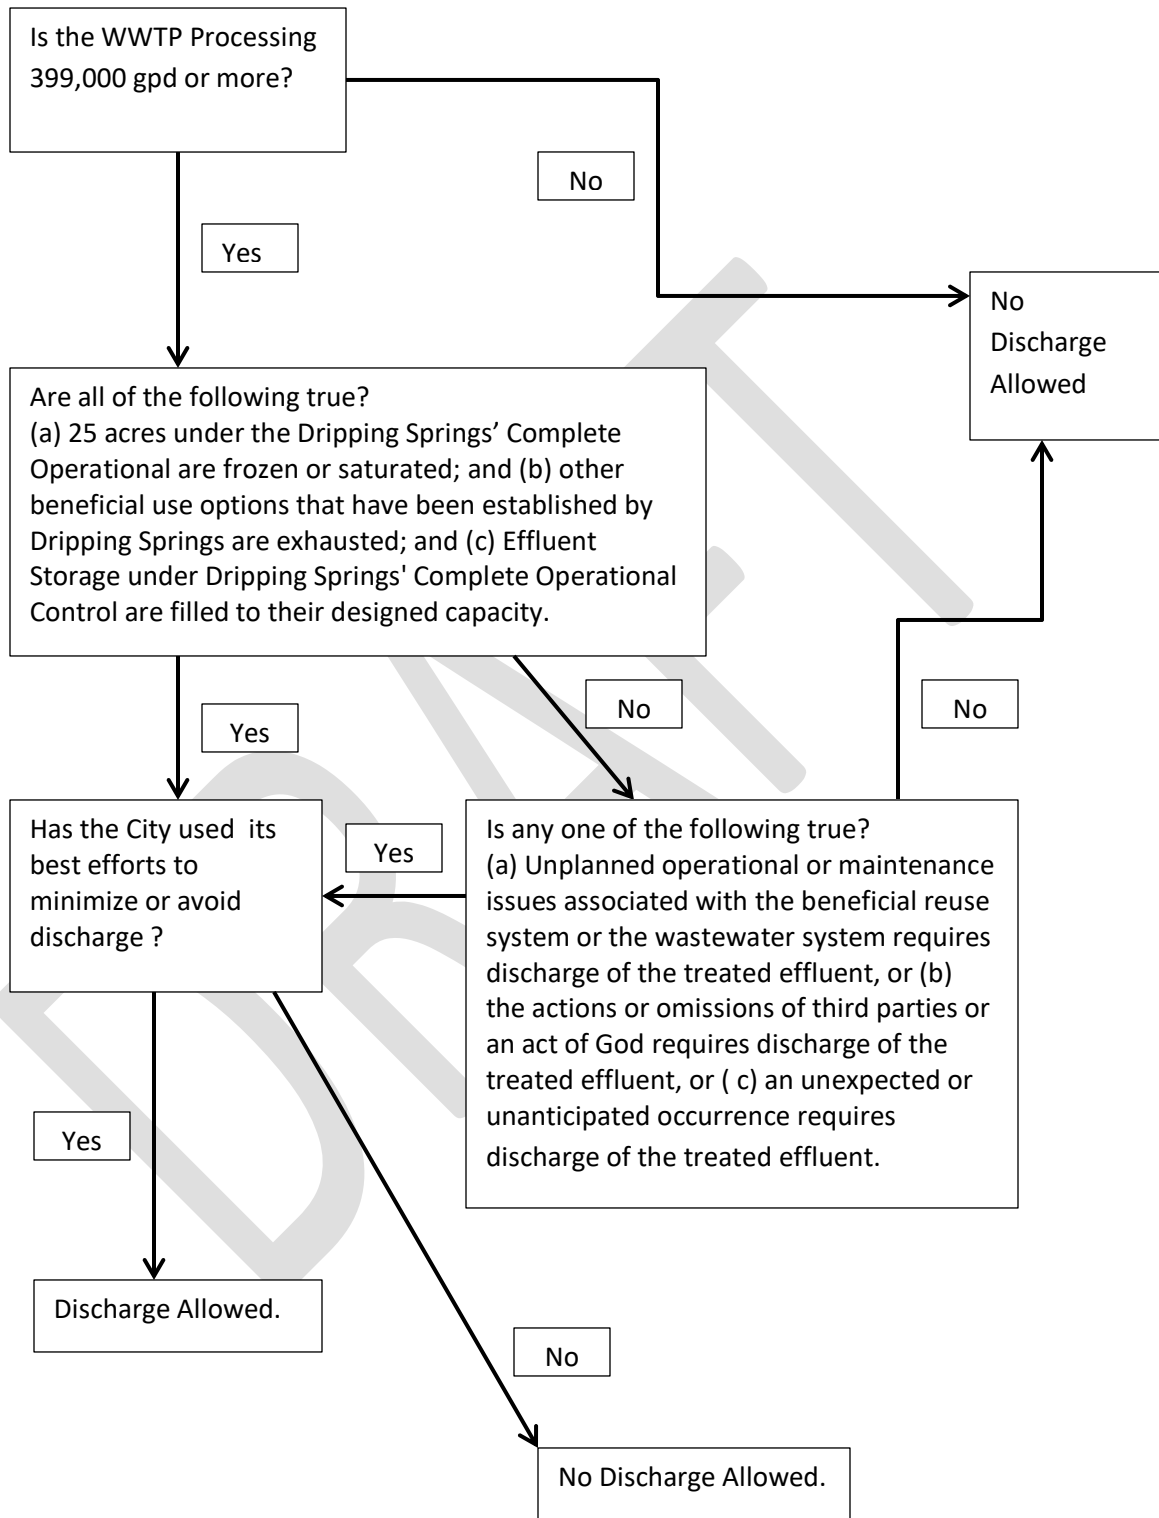 Is the WWTP Processing
399,000 gpd or more?
No
Yes
No
Discharge
Allowed
Are all of the following true?
(a) 25 acres under the Dripping Springs’ Complete
Operational are frozen or saturated; and (b) other
beneficial use options that have been established by
Dripping Springs are exhausted; and (c) Effluent
Storage under Dripping Springs' Complete Operational
Control are filled to their designed capacity.
No
No
Yes
Has the City used  its
best efforts to
minimize or avoid
discharge ?
Yes
Is any one of the following true?
(a) Unplanned operational or maintenance
issues associated with the beneficial reuse
system or the wastewater system requires
discharge of the treated effluent, or (b)
the actions or omissions of third parties or
an act of God requires discharge of the
treated effluent, or ( c) an unexpected or
unanticipated occurrence requires
discharge of the treated effluent.
Yes
Discharge Allowed.
No
No Discharge Allowed.
DRAFT